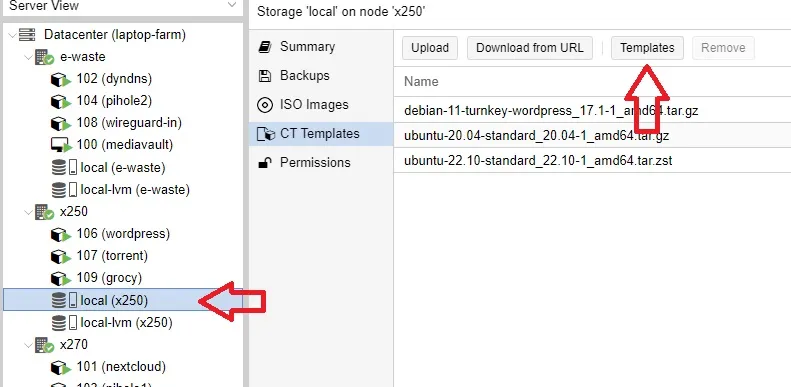 Server View
Datacenter (laptop-farm)
e-waste
102 (dyndns)
104 (pihole2)
108 (wireguard-in)
100 (mediavault)
local (e-waste)
local-lvm (e-waste)
x250
106 (wordpress)
107 (torrent)
109 (grocy)
local (x250)
local-lvm (x250)
x270
101 (nextcloud)
103 (pihole1)
Storage 'local' on node 'x250'
Summary
Backups
ISO Images
CT Templates
Permissions
Upload Download from URL Templates Remove
Name
debian-11-turnkey-wordpress_17.1-1_amd64.tar.gz
ubuntu-20.04-standard_20.04-1_amd64.tar.gz
ubuntu-22.10-standard_22.10-1_amd64.tar.zst